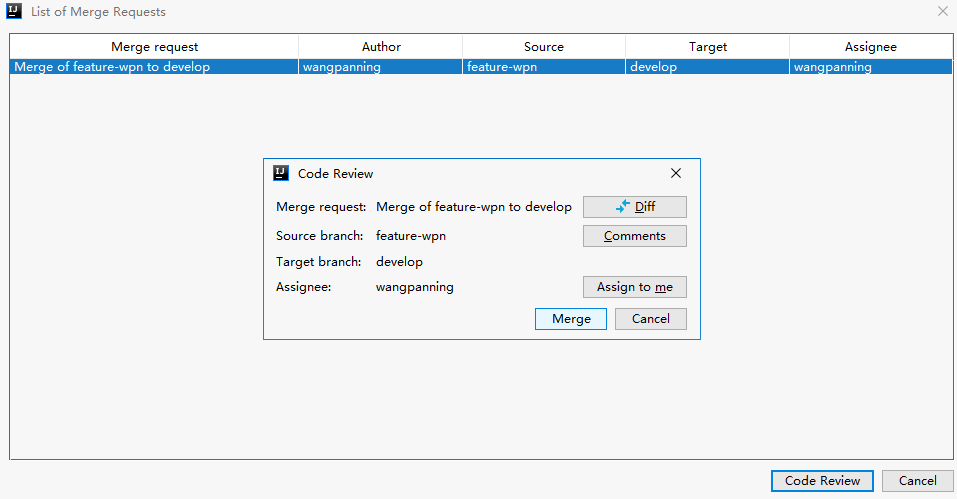 IJ List of Merge Requests
Merge request Author Source Target Assignee
Merge of feature-wpn to develop wangpanning feature-wpn develop wangpanning
IJ Code Review
Merge request: Merge of feature-wpn to develop Diff
Source branch: feature-wpn Comments
Target branch: develop
Assignee: wangpanning Assign to me
Merge Cancel
Code Review Cancel